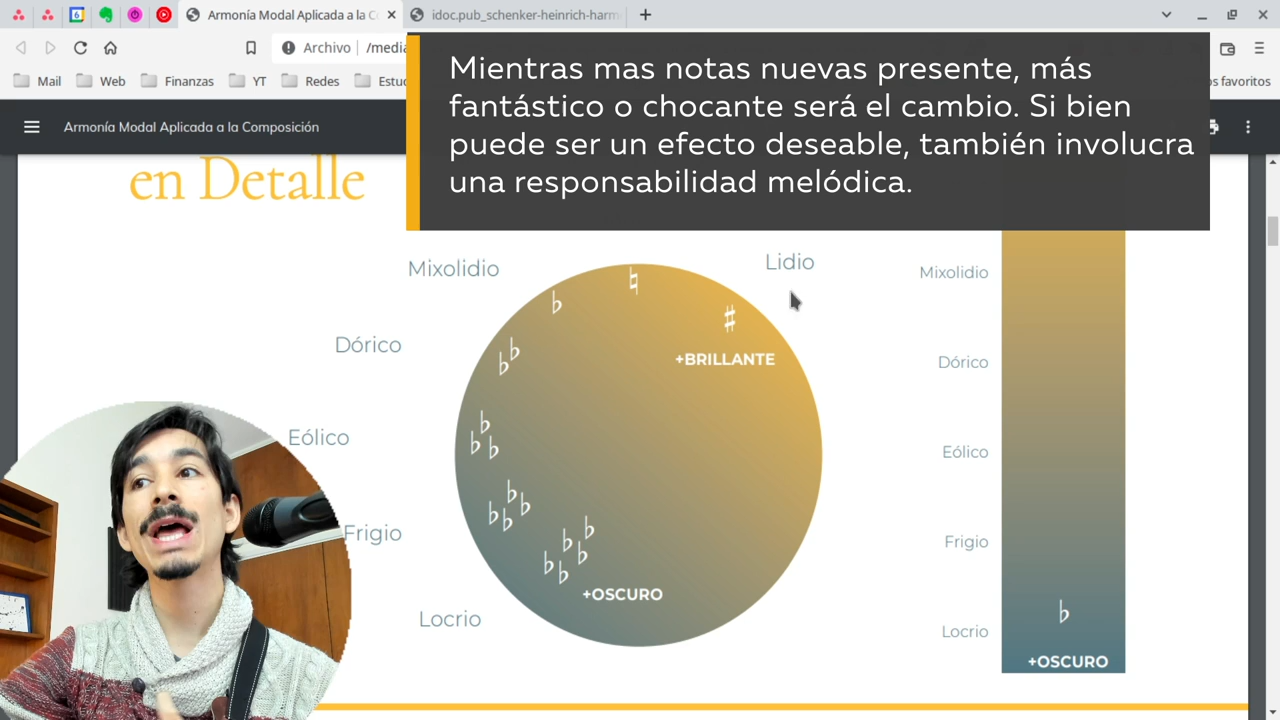 Armonía Modal Aplicada a la C
idoc.pub_schenker-heinrich-harm
Archivo
/media
Mail
Web
Finanzas
YT
Redes
Estu
os favoritos
Armonía Modal Aplicada a la Composición
Mientras mas notas nuevas presente, más
fantástico o chocante será el cambio. Si bien
puede ser un efecto deseable, también involucra
una responsabilidad melódica.
en Detalle
Mixolidio
Lidio
Dórico
Eólico
Frigio
Locrio
♮
♯
♭
♭♭
♭♭♭
♭♭♭♭
♭♭♭♭♭
+BRILLANTE
+OSCURO
Mixolidio
Dórico
Eólico
Frigio
Locrio
♭
+OSCURO